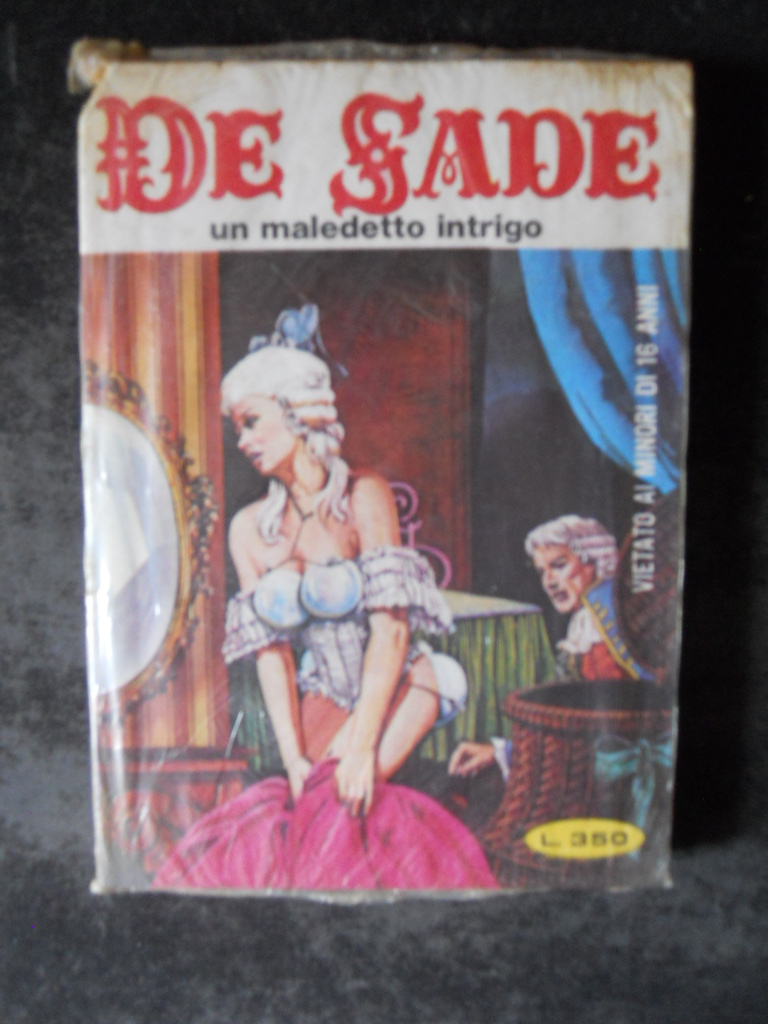 DE SADE
un maledetto intrigo
VIETATO AI MINORI DI 16 ANNI
L. 350